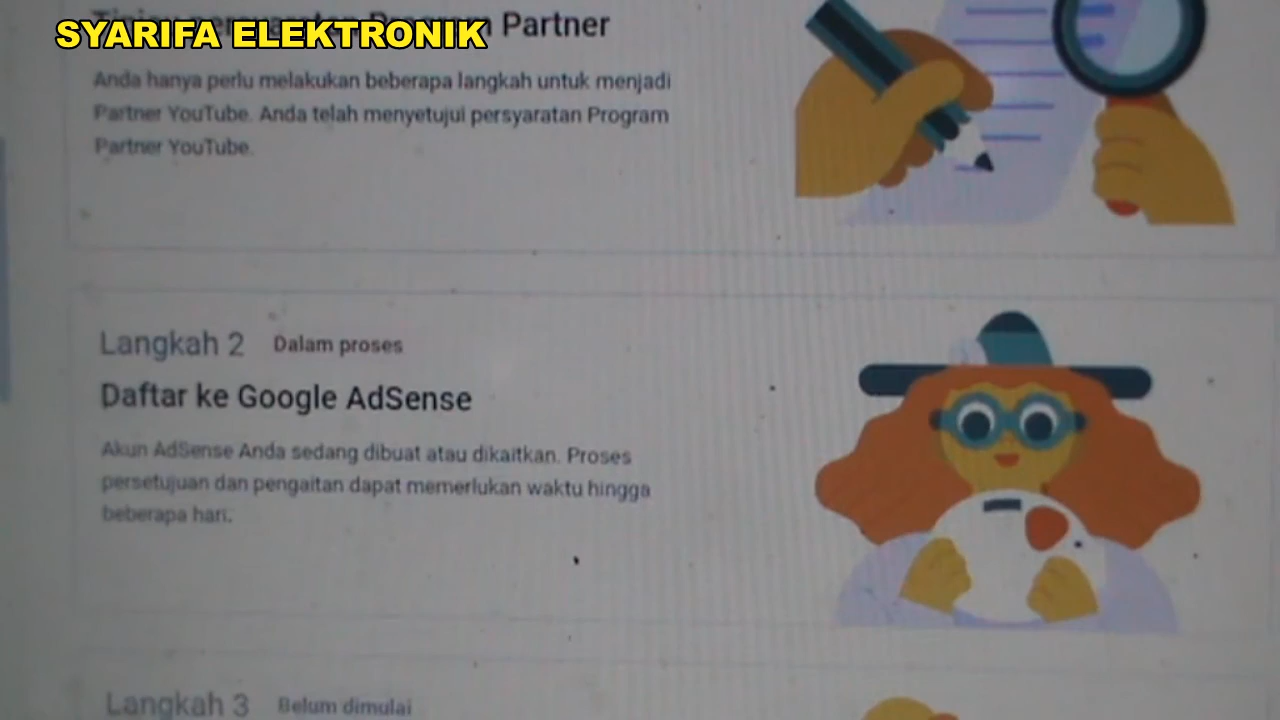 SYARIFA ELEKTRONIK
Partner
Anda hanya perlu melakukan beberapa langkah untuk menjadi
Partner YouTube. Anda telah menyetujui persyaratan Program
Partner YouTube.
Langkah 2 Dalam proses
Daftar ke Google AdSense
Akun AdSense Anda sedang dibuat atau dikaitkan. Proses
persetujuan dan pengaitan dapat memerlukan waktu hingga
beberapa hari.
Langkah 3 Belum dimulai